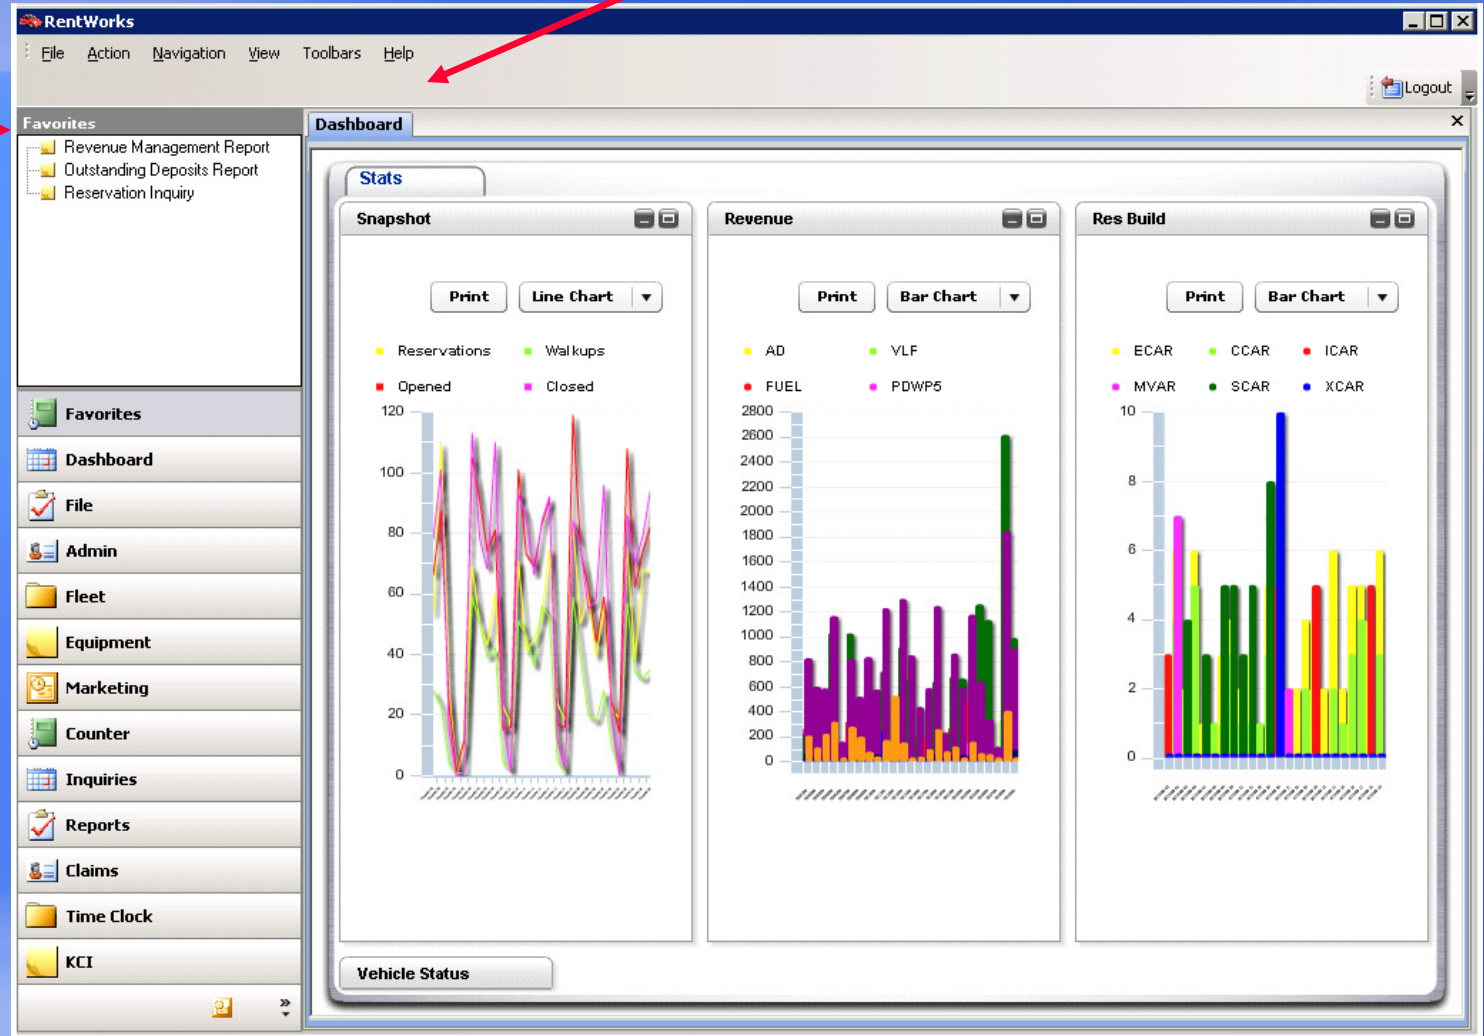 RentWorks
File Action Navigation View Toolbars Help
Logout
Favorites
Revenue Management Report
Outstanding Deposits Report
Reservation Inquiry
Favorites
Dashboard
File
Admin
Fleet
Equipment
Marketing
Counter
Inquiries
Reports
Claims
Time Clock
KCI
Dashboard
Stats
Snapshot
Print Line Chart
Reservations Walkups
Opened Closed
120
100
80
60
40
20
0
Revenue
Print Bar Chart
AD VLF
FUEL PDWP5
2800
2600
2400
2200
2000
1800
1600
1400
1200
1000
800
600
400
200
0
Res Build
Print Bar Chart
ECAR CCAR ICAR
MVAR SCAR XCAR
10
8
6
4
2
0
Vehicle Status